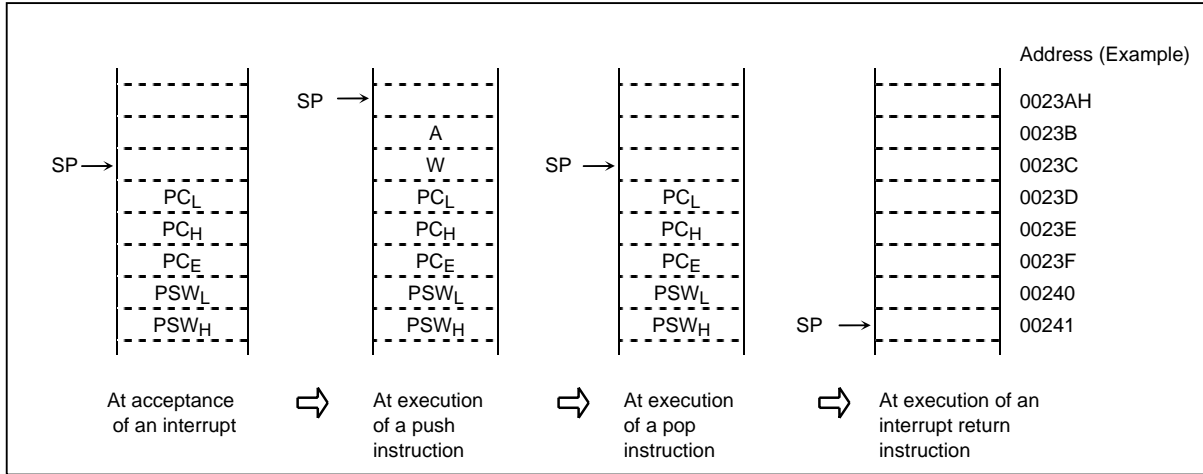 Address (Example)
SP
0023AH
A
0023B
SP
W
SP
0023C
PCL
PCL
PCL
0023D
PCH
PCH
PCH
0023E
PCE
PCE
PCE
0023F
PSWL
PSWL
PSWL
00240
PSWH
PSWH
PSWH
SP
00241
At acceptance
of an interrupt
At execution
of a push
instruction
At execution
of a pop
instruction
At execution of an
interrupt return
instruction